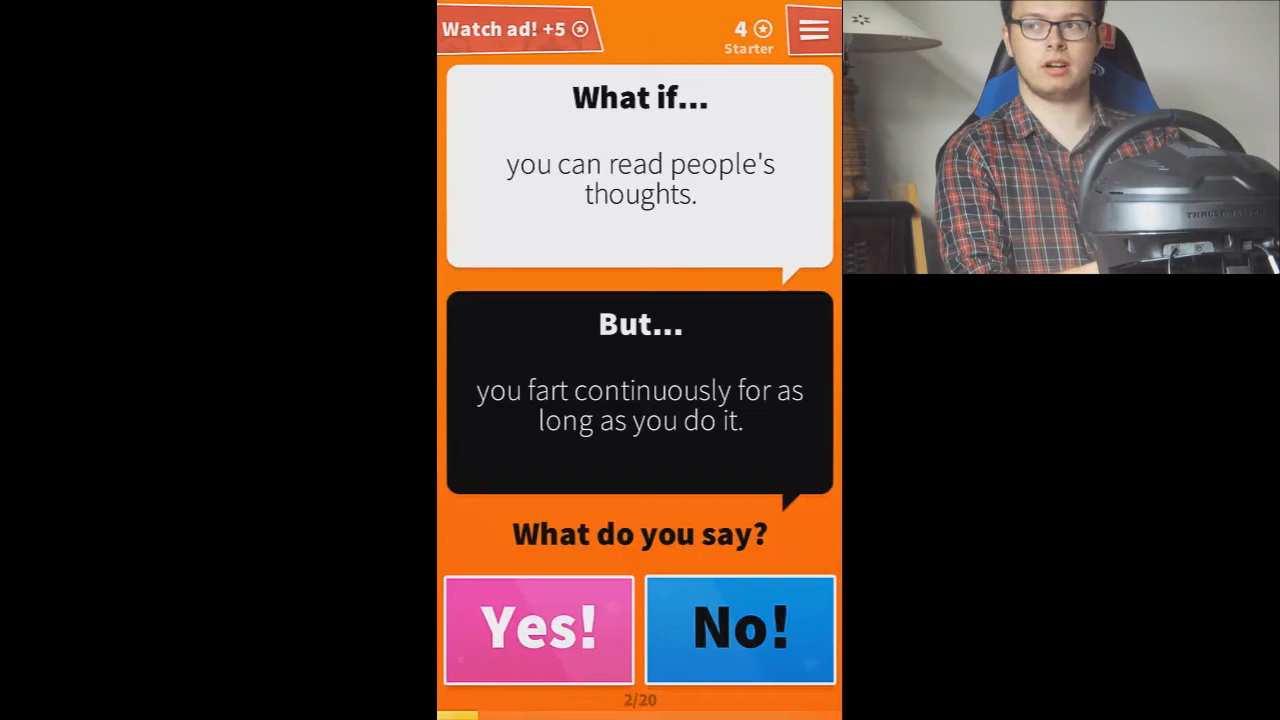 Watch ad! +5
4
Starter
What if...
you can read people's
thoughts.
But...
you fart continuously for as
long as you do it.
What do you say?
Yes!
No!
2/20
THRUSTMASTER